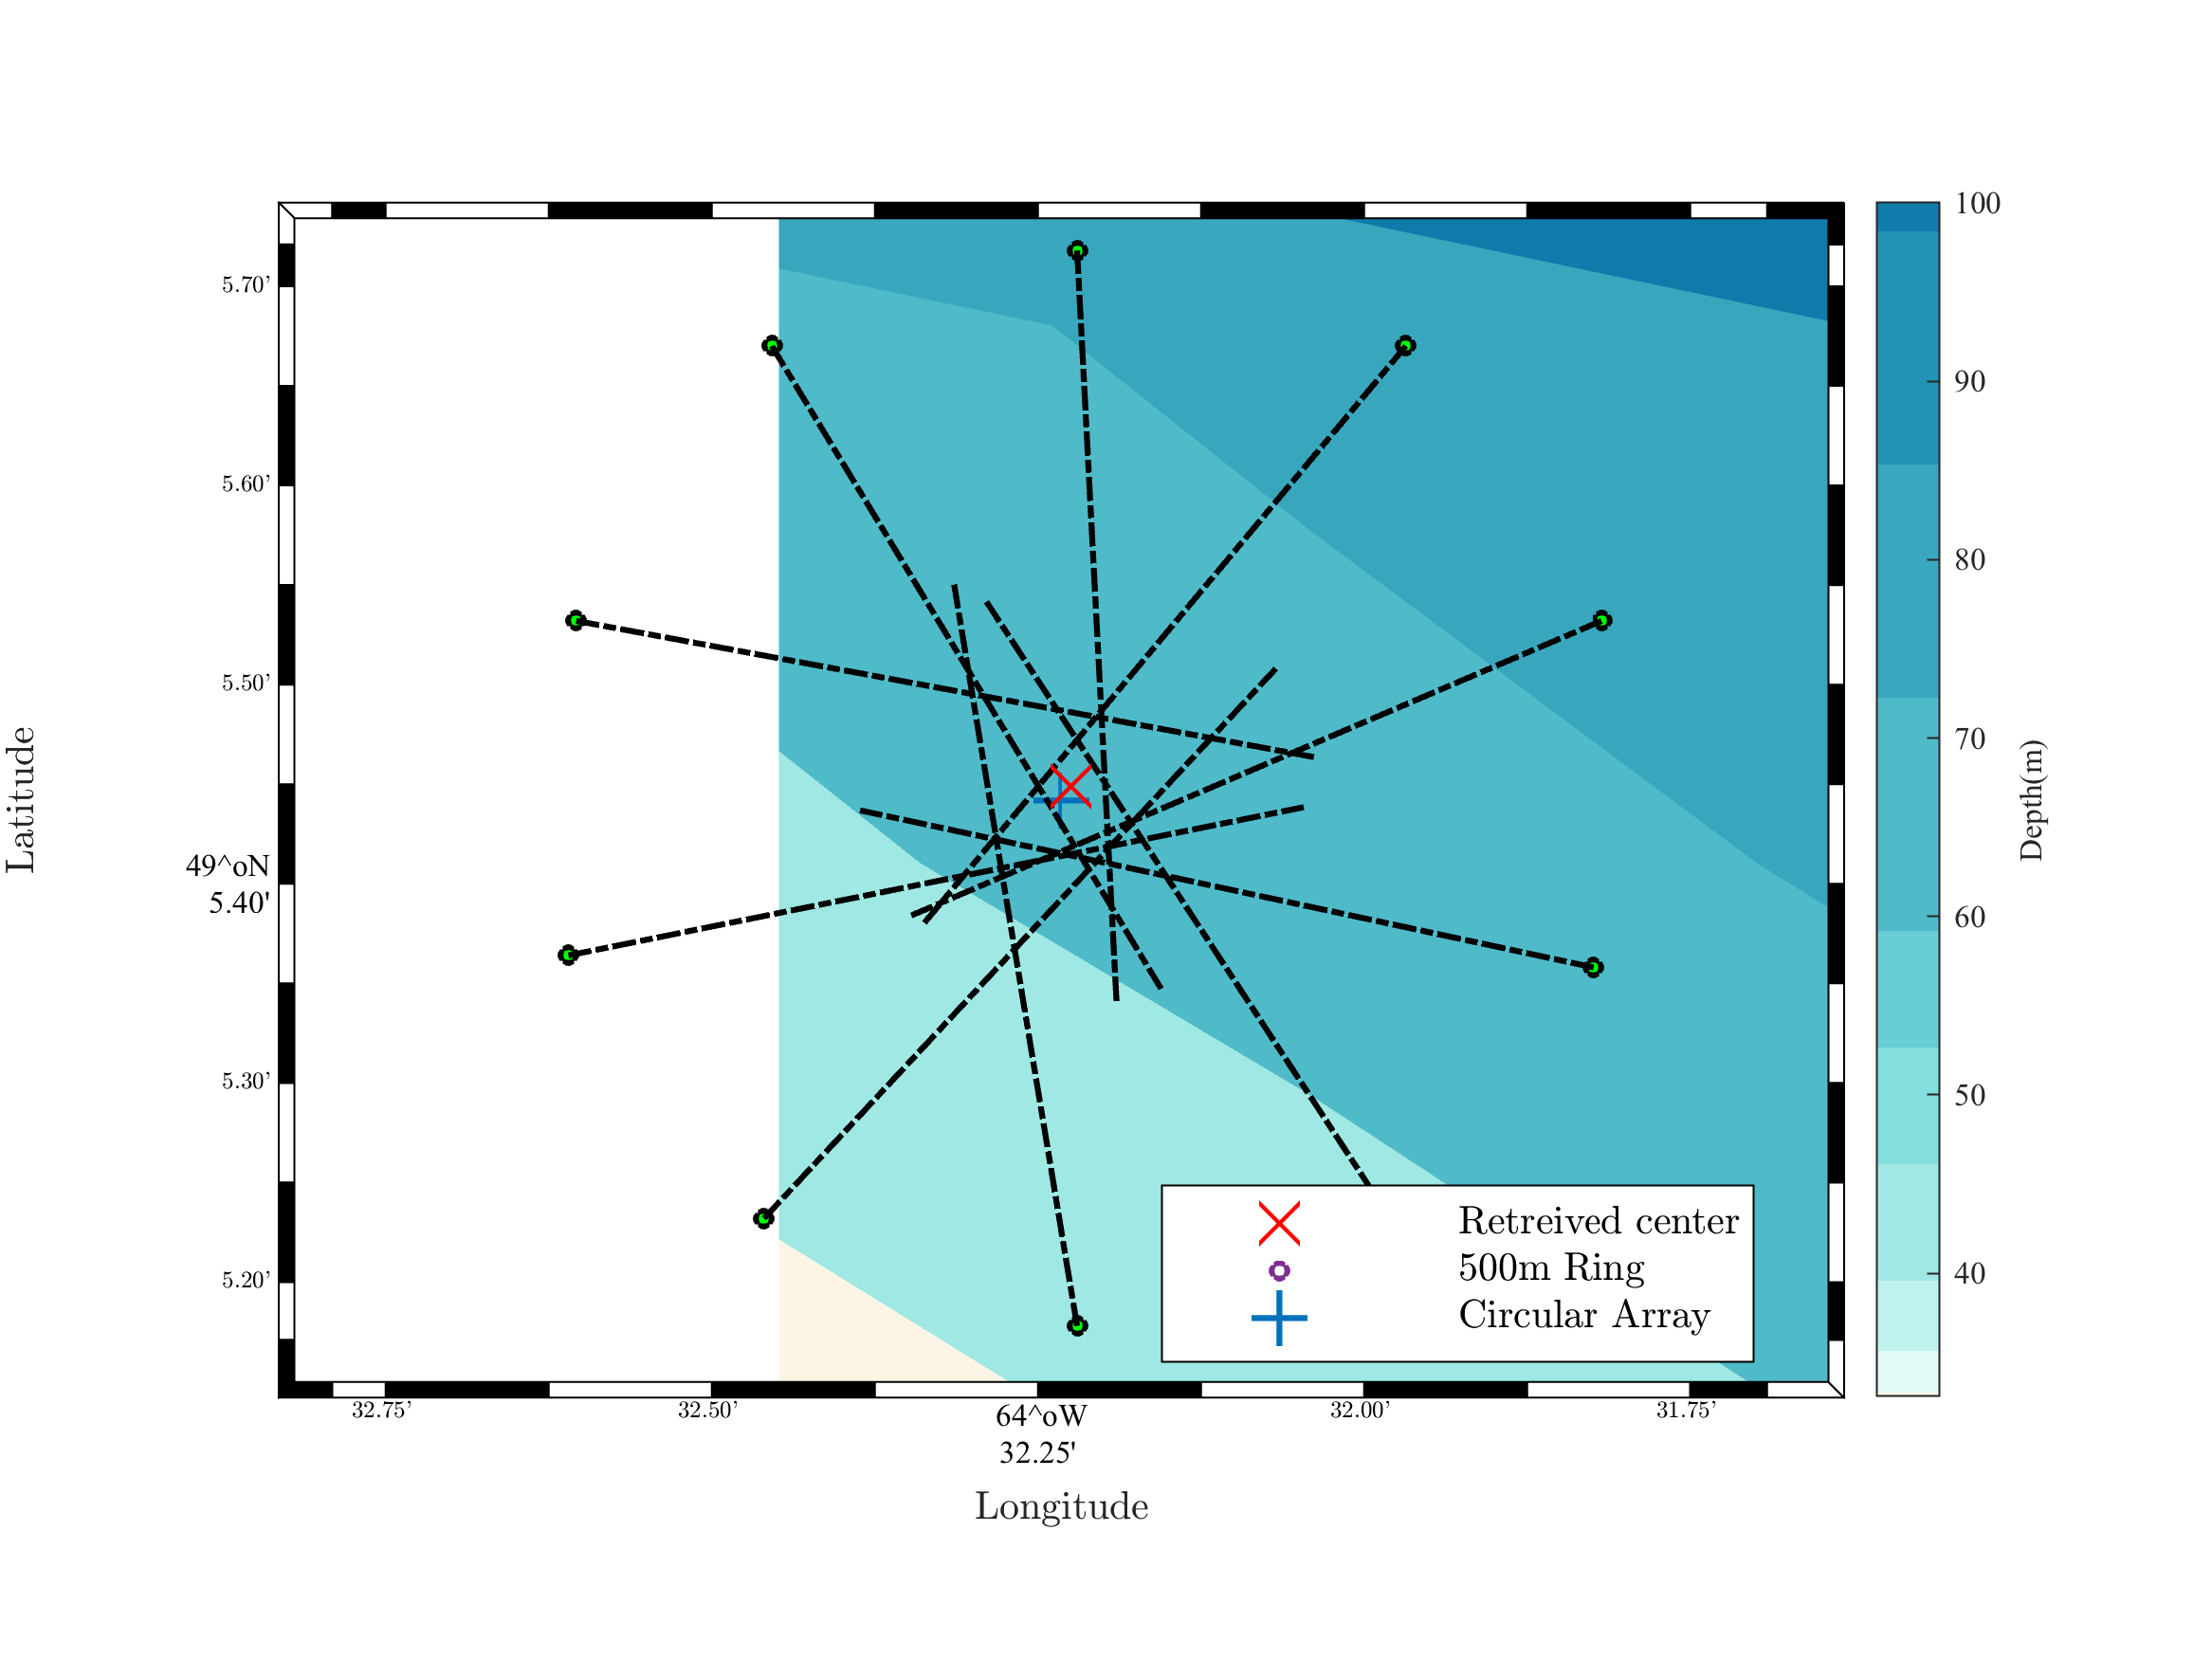 100
5.70'
90
5.60'
80
5.50'
70
Latitude
Depth(m)
49^oN
5.40'
60
5.30'
50
5.20'
40
Retreived center
500m Ring
Circular Array
32.75'
32.50'
64^oW
32.25'
32.00'
31.75'
Longitude